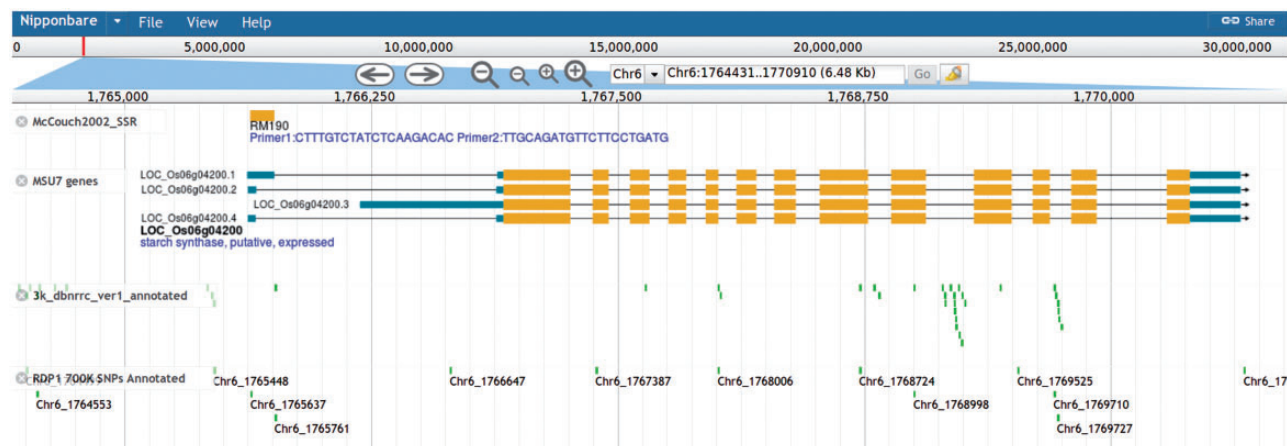 Nipponbare File View Help Share
0 5,000,000 10,000,000 15,000,000 20,000,000 25,000,000 30,000,000
Chr6 Chr6:1764431..1770910 (6.48 Kb) Go
1,765,000 1,766,250 1,767,500 1,768,750 1,770,000
McCouch2002_SSR
RM190
Primer1:CTTTGTCTATCTCAAGACAC Primer2:TTGCAGATGTTCTTCCTGATG
MSU7 genes
LOC_Os06g04200.1
LOC_Os06g04200.2
LOC_Os06g04200.3
LOC_Os06g04200.4
LOC_Os06g04200
starch synthase, putative, expressed
3k_dbnrrc_ver1_annotated
RDP1 700K SNPs Annotated
Chr6_1765448 Chr6_1766647 Chr6_1767387 Chr6_1768006 Chr6_1768724 Chr6_1769525 Chr6_17
Chr6_1764553 Chr6_1765637 Chr6_1768998 Chr6_1769710
Chr6_1765761 Chr6_1769727